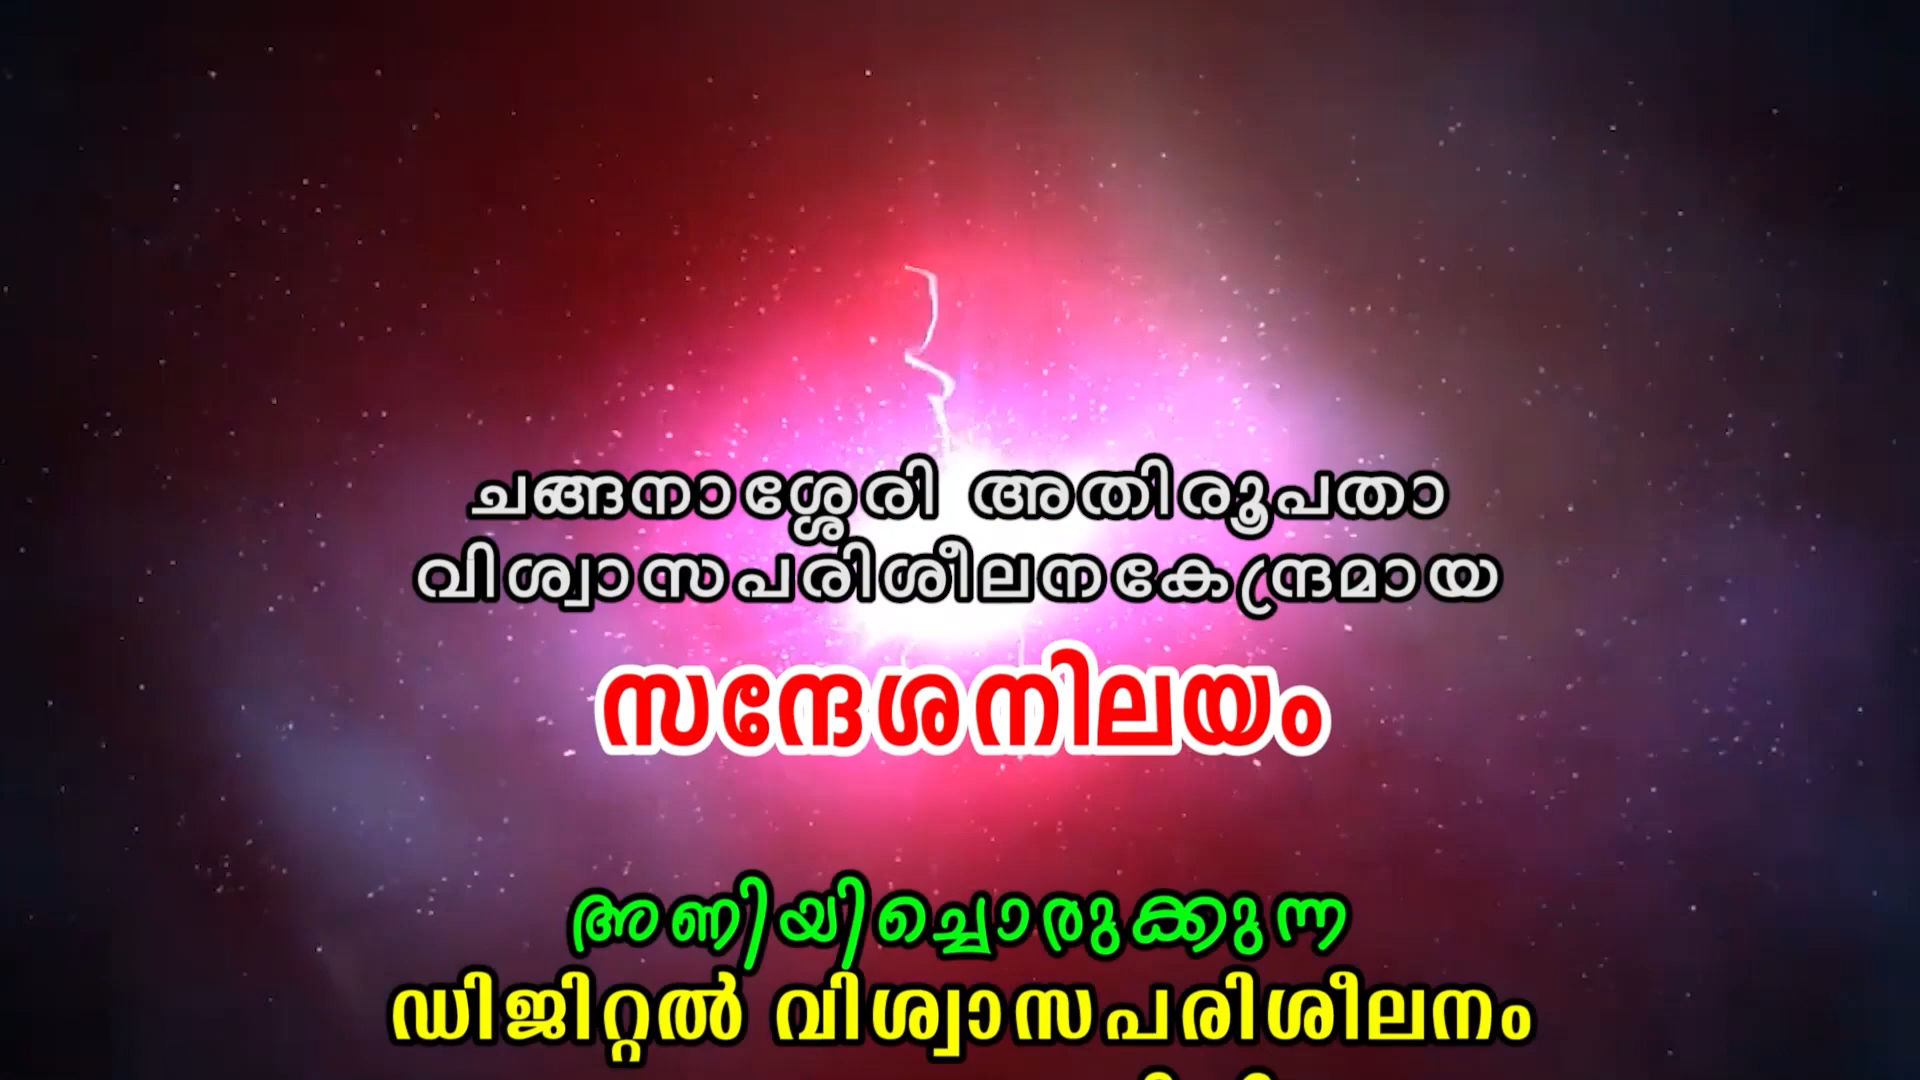 ചങ്ങനാശ്ശേരി അതിരൂപതാ
വിശ്വാസപരിശീലനകേന്ദ്രമായ
സന്ദേശനിലയം
അണിയിച്ചൊരുക്കുന്ന
ഡിജിറ്റൽ വിശ്വാസപരിശീലനം